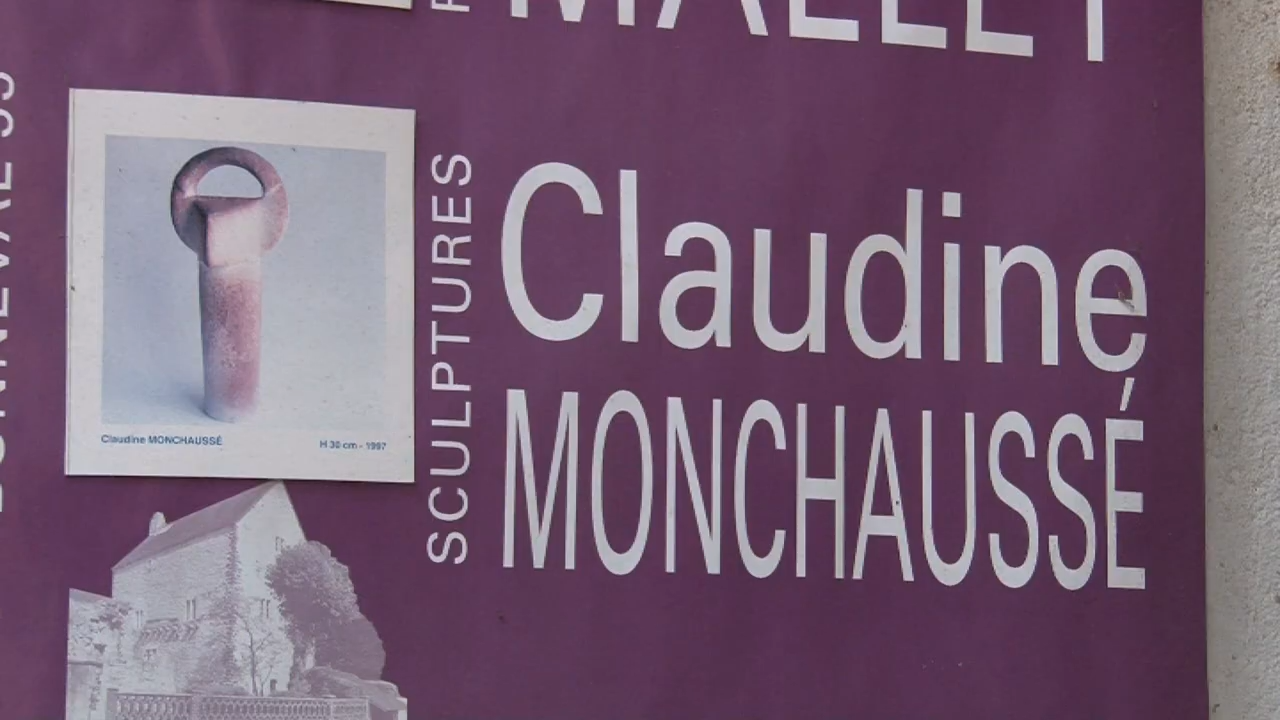 MALLET
SCULPTURES
Claudine
MONCHAUSSÉ
Claudine MONCHAUSSÉ
H 30 cm - 1997